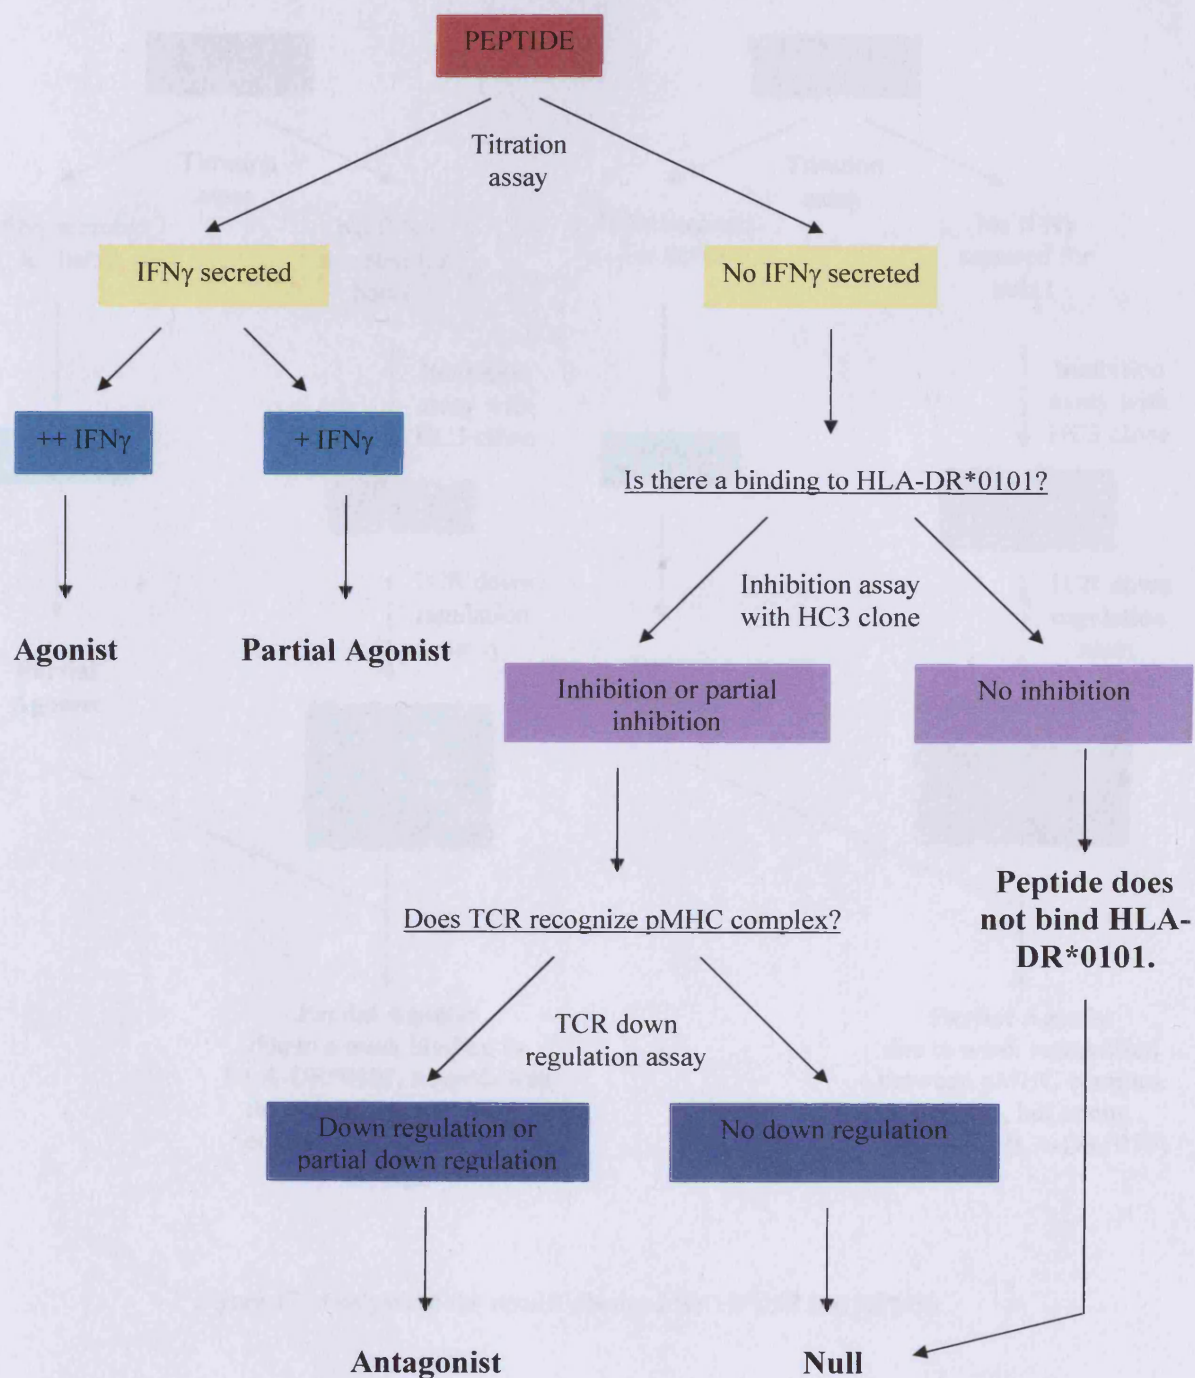 PEPTIDE
Titration
assay
IFNγ secreted
No IFNγ secreted
++ IFNγ
+ IFNγ
Is there a binding to HLA-DR*0101?
Inhibition assay
with HC3 clone
Agonist
Partial Agonist
Inhibition or partial
inhibition
No inhibition
Peptide does
not bind HLA-
DR*0101.
Does TCR recognize pMHC complex?
TCR down
regulation assay
Down regulation or
partial down regulation
No down regulation
Antagonist
Null